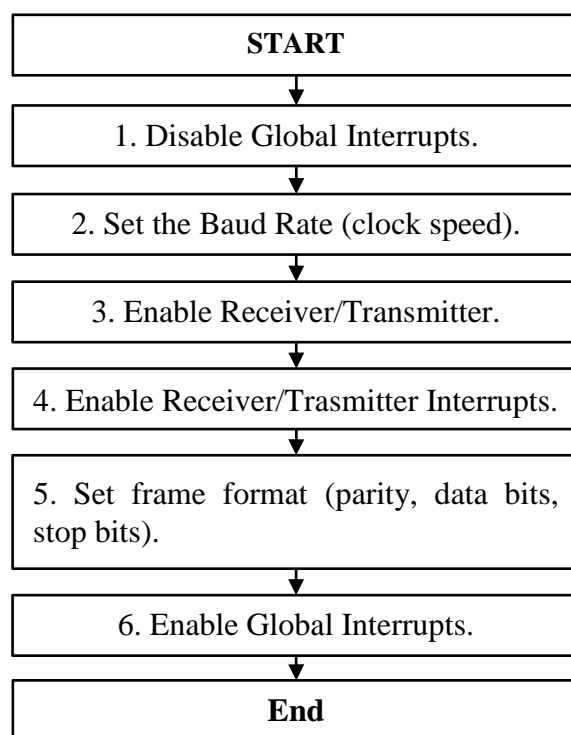 START
1. Disable Global Interrupts.
2. Set the Baud Rate (clock speed).
3. Enable Receiver/Transmitter.
4. Enable Receiver/Trasmitter Interrupts.
5. Set frame format (parity, data bits,
stop bits).
6. Enable Global Interrupts.
End